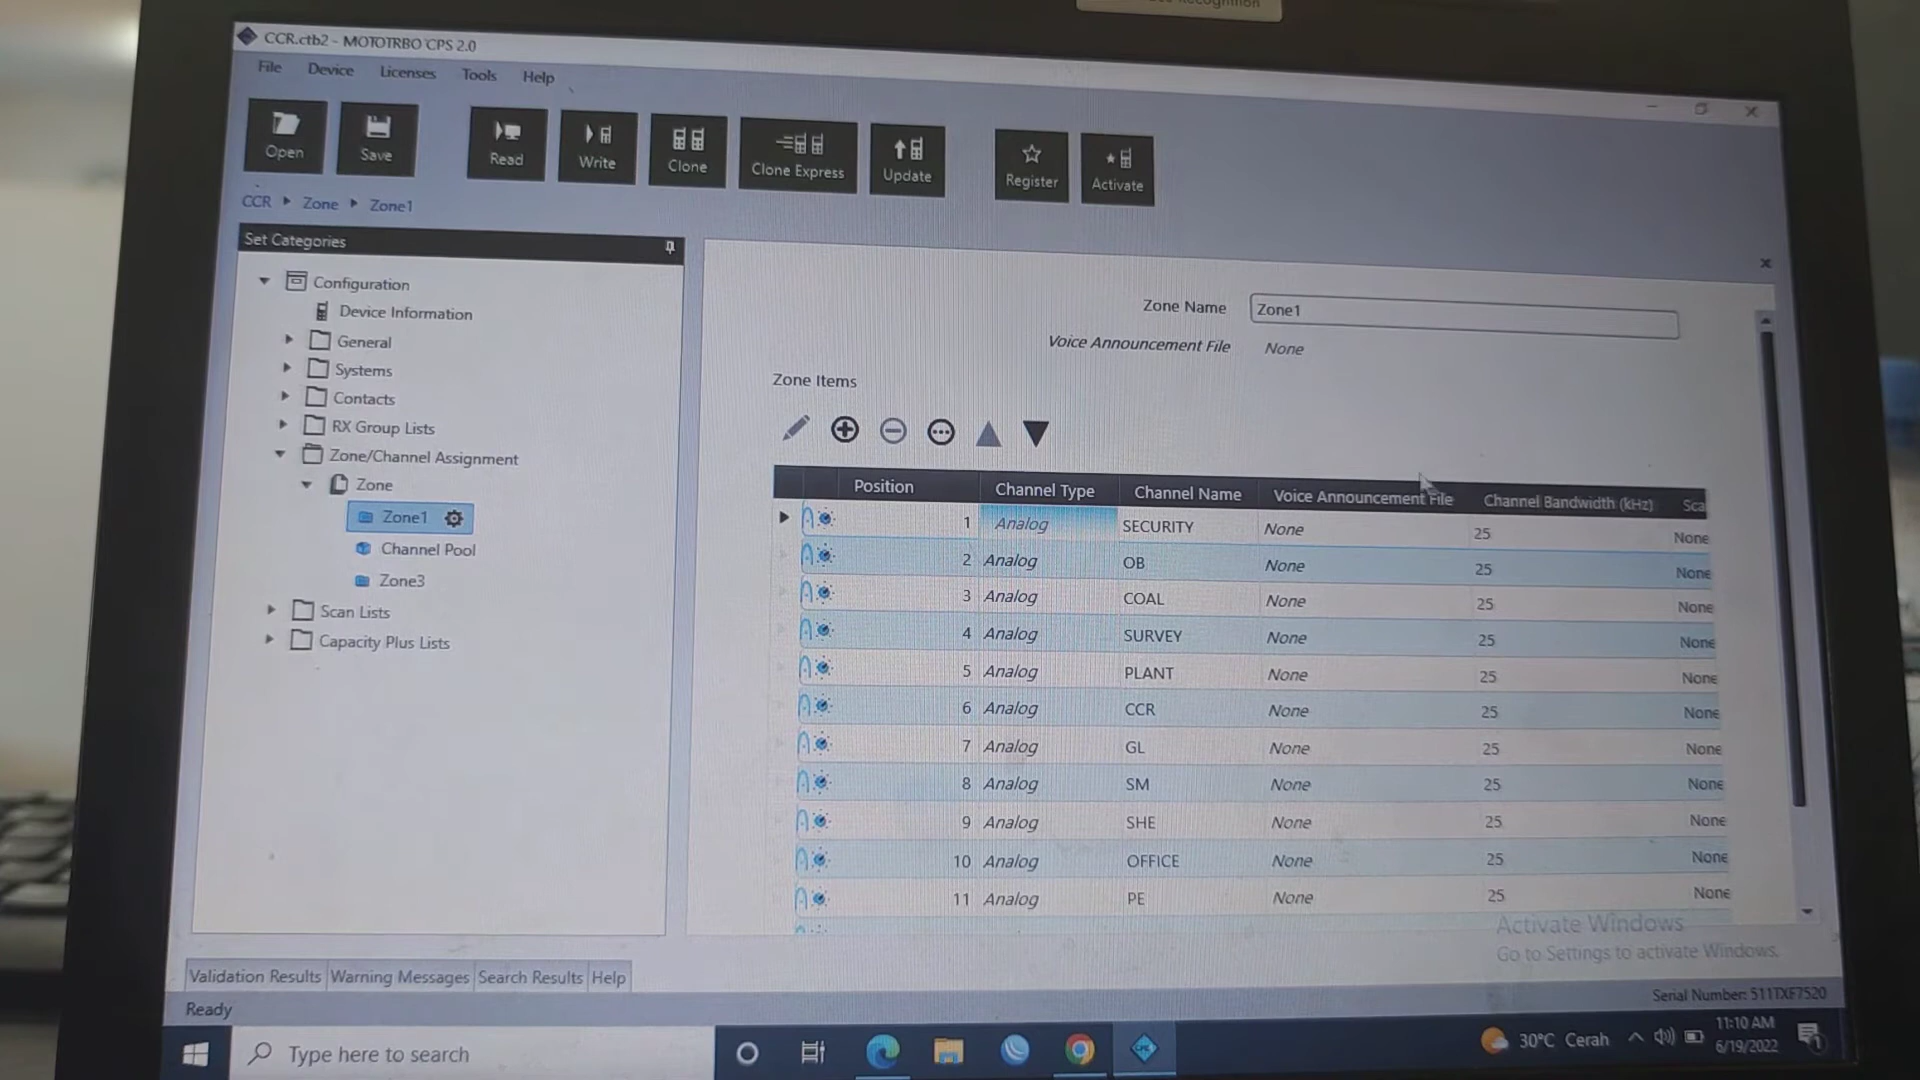 CCR.ctb2 - MOTOTRBO CPS 2.0
File Device Licenses Tools Help
Open Save Read Write Clone Clone Express Update Register Activate
CCR Zone Zone1
Set Categories
Configuration
Device Information
General
Systems
Contacts
RX Group Lists
Zone/Channel Assignment
Zone
Zone1
Channel Pool
Zone3
Scan Lists
Capacity Plus Lists
Zone Name Zone1
Voice Announcement File None
Zone Items
Position Channel Type Channel Name Voice Announcement File Channel Bandwidth (kHz) Sca
1 Analog SECURITY None 25 None
2 Analog OB None 25 None
3 Analog COAL None 25 None
4 Analog SURVEY None 25 None
5 Analog PLANT None 25 None
6 Analog CCR None 25 None
7 Analog GL None 25 None
8 Analog SM None 25 None
9 Analog SHE None 25 None
10 Analog OFFICE None 25 None
11 Analog PE None 25 None
Activate Windows
Go to Settings to activate Windows.
Validation Results Warning Messages Search Results Help
Ready
Serial Number: 511TXF7520
Type here to search
30°C Cerah
11:10 AM
6/19/2022